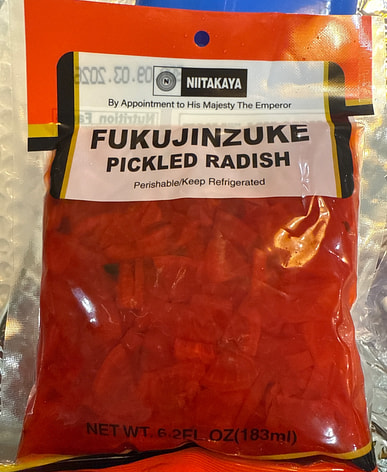 NIITAKAYA
By Appointment to His Majesty The Emperor
FUKUJINZUKE
PICKLED RADISH
Perishable/Keep Refrigerated
NET WT. 6.2FL.OZ(183ml)